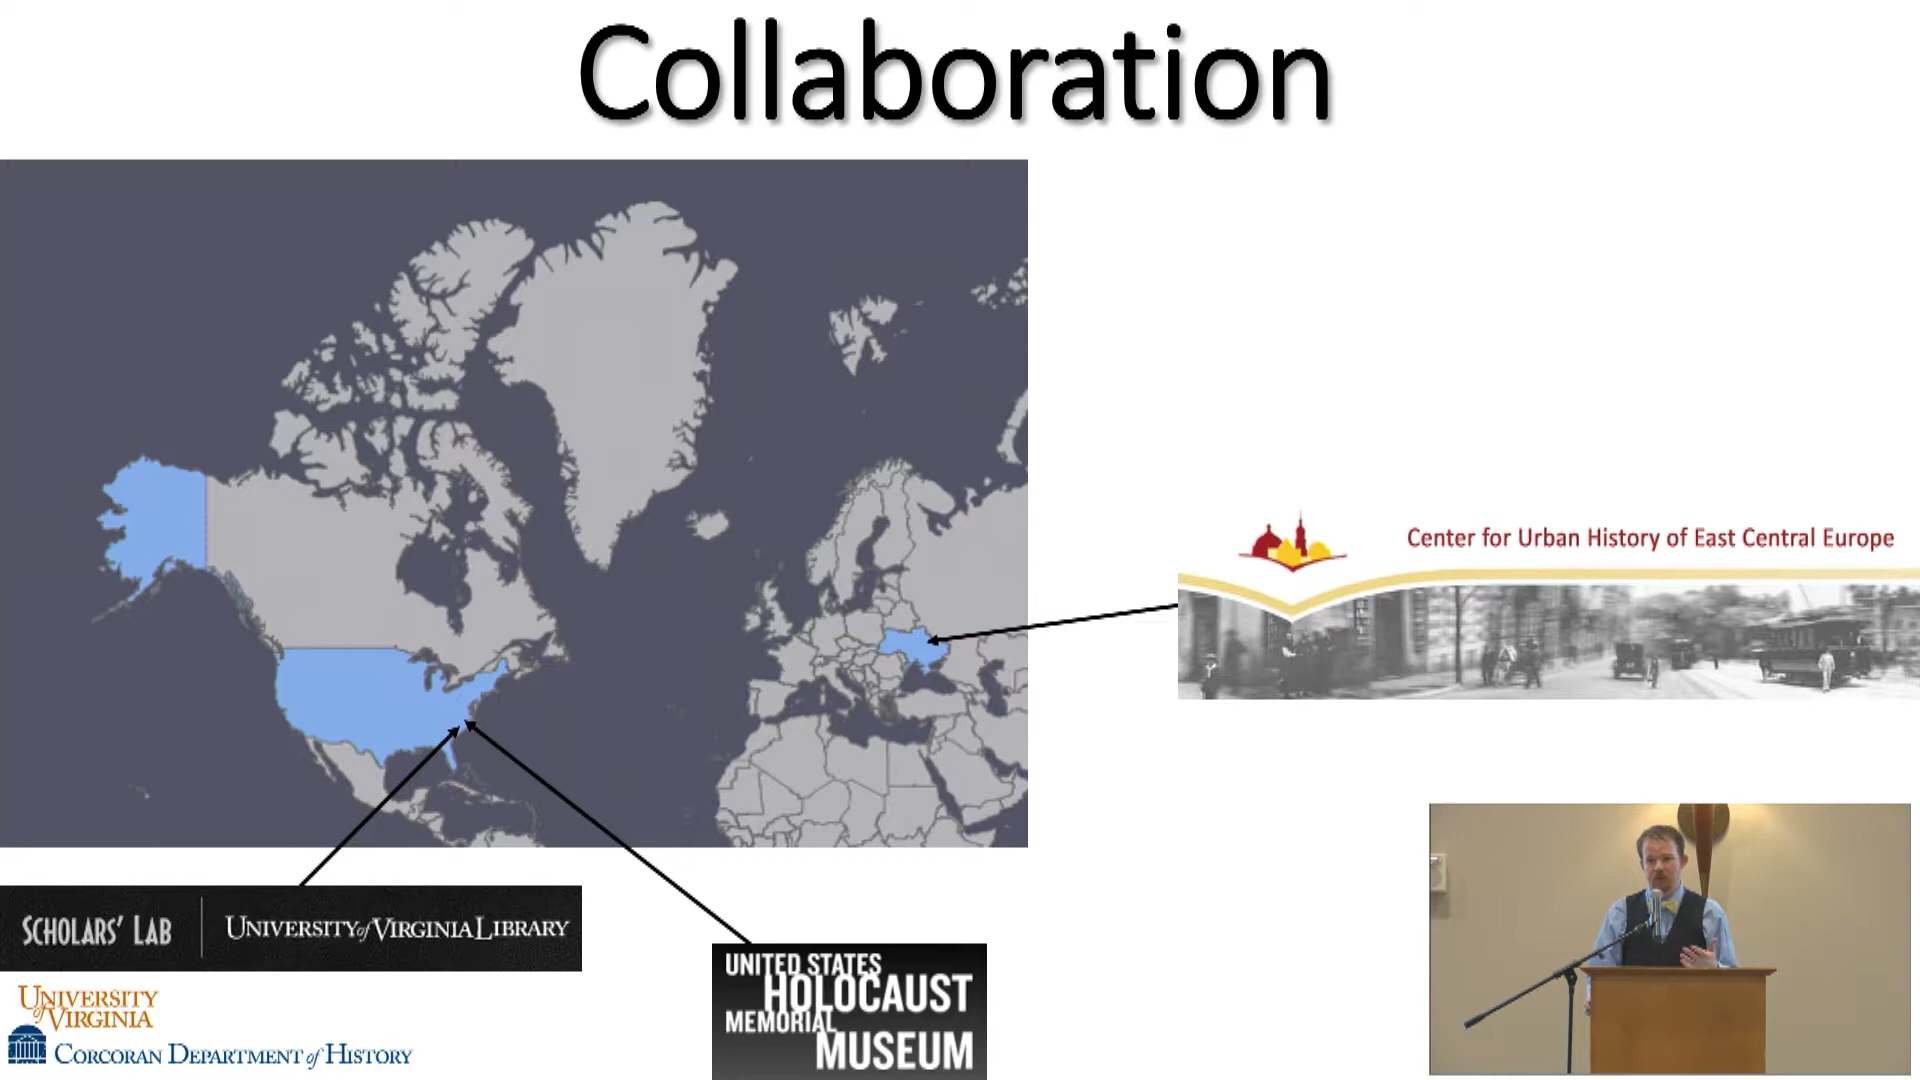 Collaboration
Center for Urban History of East Central Europe
SCHOLARS' LAB
UNIVERSITY of VIRGINIA LIBRARY
UNIVERSITY
of VIRGINIA
CORCORAN DEPARTMENT of HISTORY
UNITED STATES
HOLOCAUST
MEMORIAL
MUSEUM